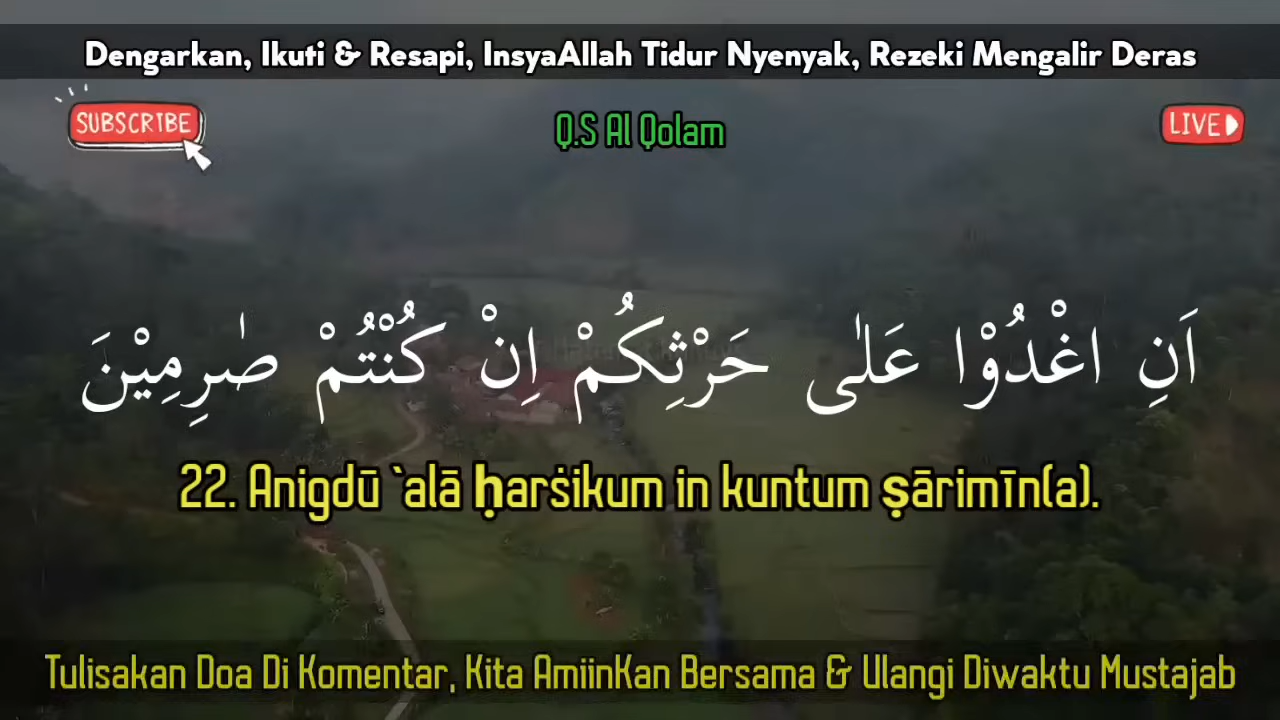 Dengarkan, Ikuti & Resapi, InsyaAllah Tidur Nyenyak, Rezeki Mengalir Deras
SUBSCRIBE
Q.S Al Qolam
LIVE
اَنِ اغْدُوْا عَلٰى حَرْثِكُمْ اِنْ كُنْتُمْ صٰرِمِيْنَ
22. Anigdū `alā ḥarṡikum in kuntum ṣārimīn(a).
Tulisakan Doa Di Komentar, Kita AmiinKan Bersama & Ulangi Diwaktu Mustajab